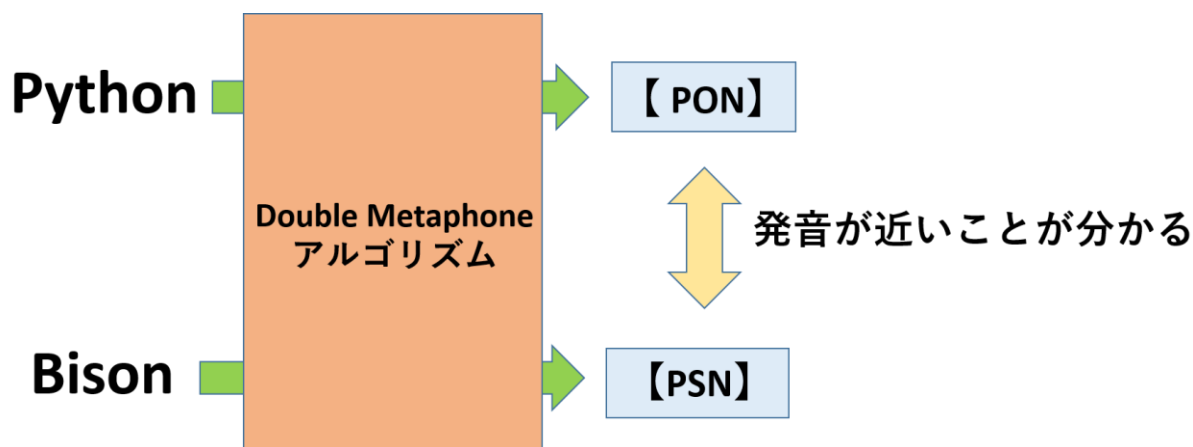 Python
【 PON】
Double Metaphone
アルゴリズム
発音が近いことが分かる
Bison
【PSN】